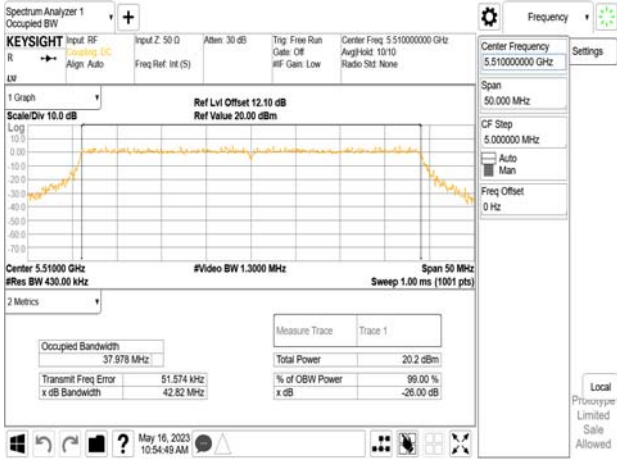 Spectrum Analyzer 1
Occupied BW
+
Frequency
KEYSIGHT Input: RF
Coupling: DC
Align: Auto
R
LXI
Input Z: 50 Ω
Freq Ref: Int (S)
Atten: 30 dB
Trig: Free Run
Gate: Off
#IF Gain: Low
Center Freq: 5.510000000 GHz
Avg|Hold: 10/10
Radio Std: None
1 Graph
Scale/Div 10.0 dB
Ref Lvl Offset 12.10 dB
Ref Value 20.00 dBm
Log
10.0
0.00
-10.0
-20.0
-30.0
-40.0
-50.0
-60.0
-70.0
Center 5.51000 GHz
#Res BW 430.00 kHz
#Video BW 1.3000 MHz
Span 50 MHz
Sweep 1.00 ms (1001 pts)
2 Metrics
Measure Trace Trace 1
Occupied Bandwidth
37.978 MHz
Total Power 20.2 dBm
Transmit Freq Error 51.574 kHz
% of OBW Power 99.00 %
x dB Bandwidth 42.82 MHz
x dB -26.00 dB
May 16, 2023
10:54:49 AM
?
Center Frequency
5.510000000 GHz
Settings
Span
50.000 MHz
CF Step
5.000000 MHz
Auto
Man
Freq Offset
0 Hz
Local
Prototype
Limited
Sale
Allowed